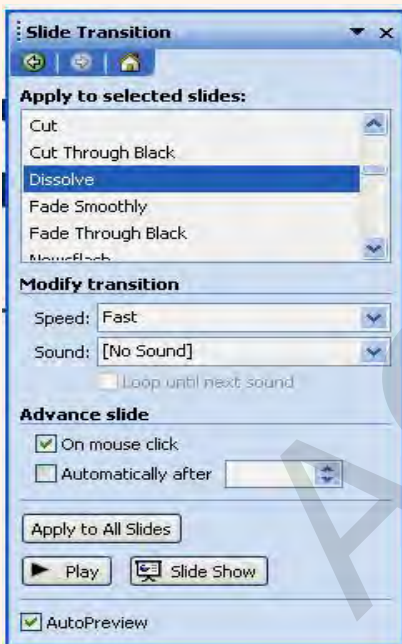 Slide Transition
Apply to selected slides:
Cut
Cut Through Black
Dissolve
Fade Smoothly
Fade Through Black
Newsflash
Modify transition
Speed: Fast
Sound: [No Sound]
Loop until next sound
Advance slide
On mouse click
Automatically after
Apply to All Slides
Play Slide Show
AutoPreview